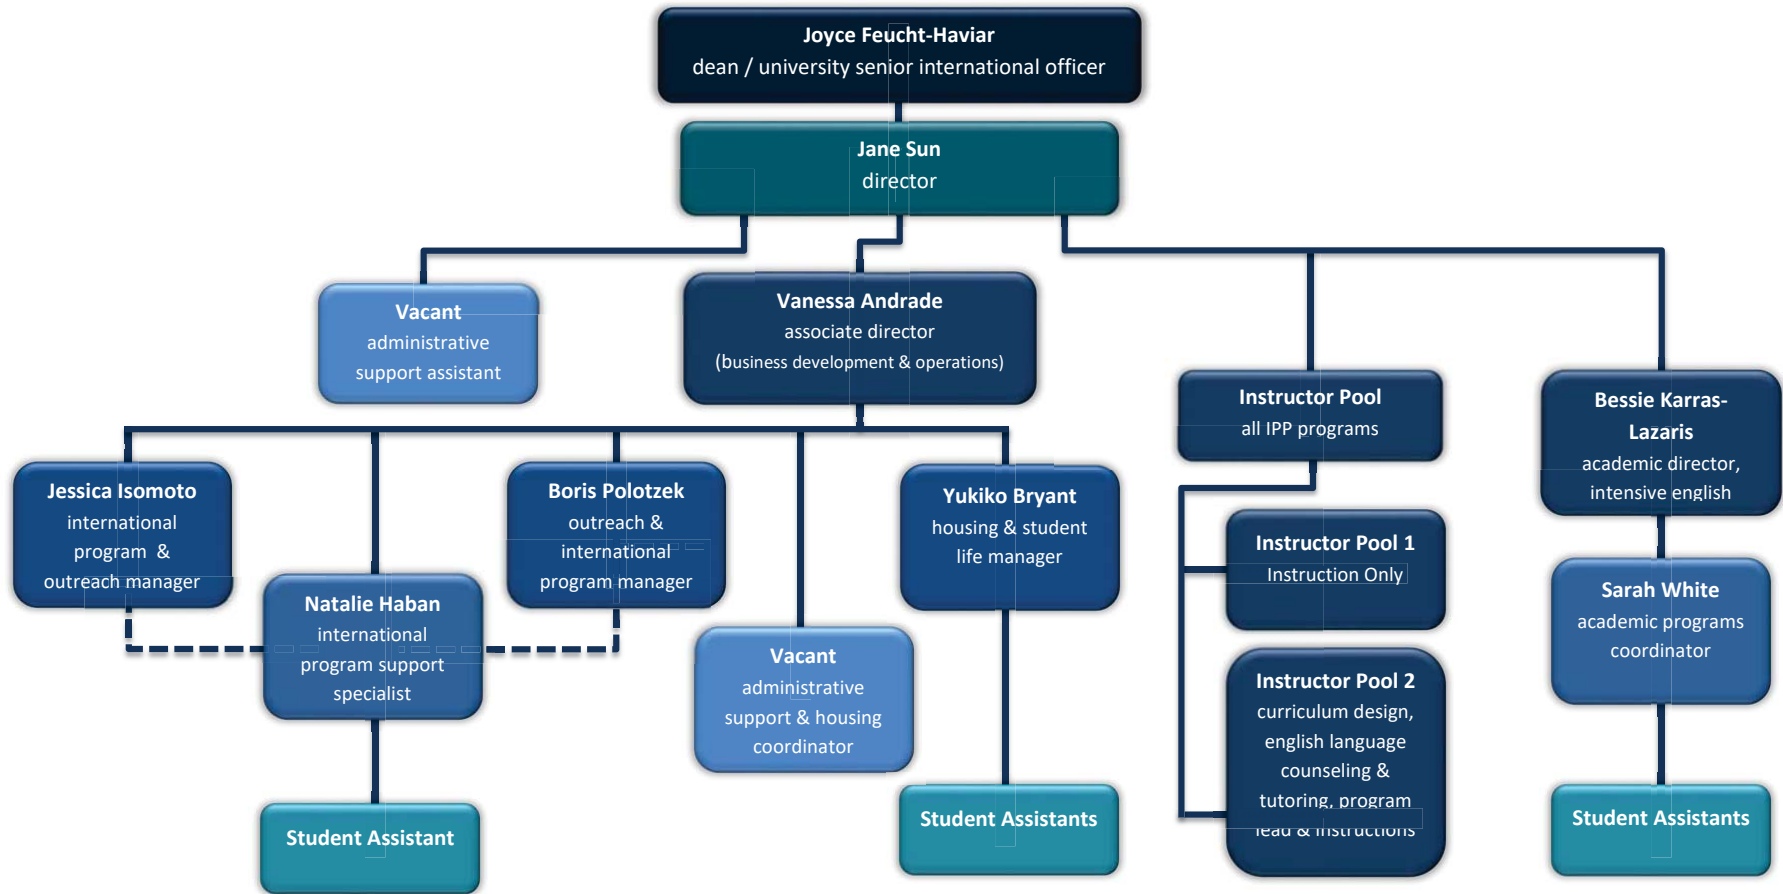 Joyce Feucht-Haviar
dean / university senior international officer
Jane Sun
director
Vacant
administrative
support assistant
Vanessa Andrade
associate director
(business development & operations)
Instructor Pool
all IPP programs
Bessie Karras-
Lazaris
academic director,
intensive english
Jessica Isomoto
international
program &
outreach manager
Natalie Haban
international
program support
specialist
Boris Polotzek
outreach &
international
program manager
Vacant
administrative
support & housing
coordinator
Yukiko Bryant
housing & student
life manager
Instructor Pool 1
Instruction Only
Instructor Pool 2
curriculum design,
english language
counseling &
tutoring, program
lead & instructions
Sarah White
academic programs
coordinator
Student Assistant
Student Assistants
Student Assistants